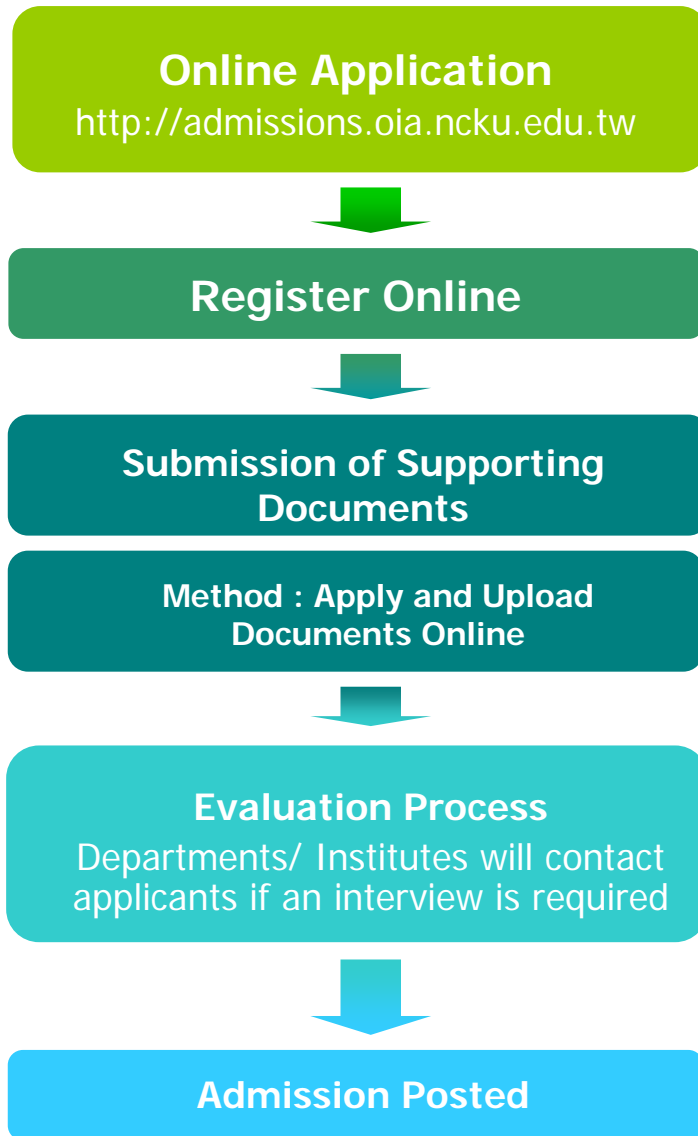 Online Application
http://admissions.oia.ncku.edu.tw
Register Online
Submission of Supporting
Documents
Method : Apply and Upload
Documents Online
Evaluation Process
Departments/ Institutes will contact
applicants if an interview is required
Admission Posted